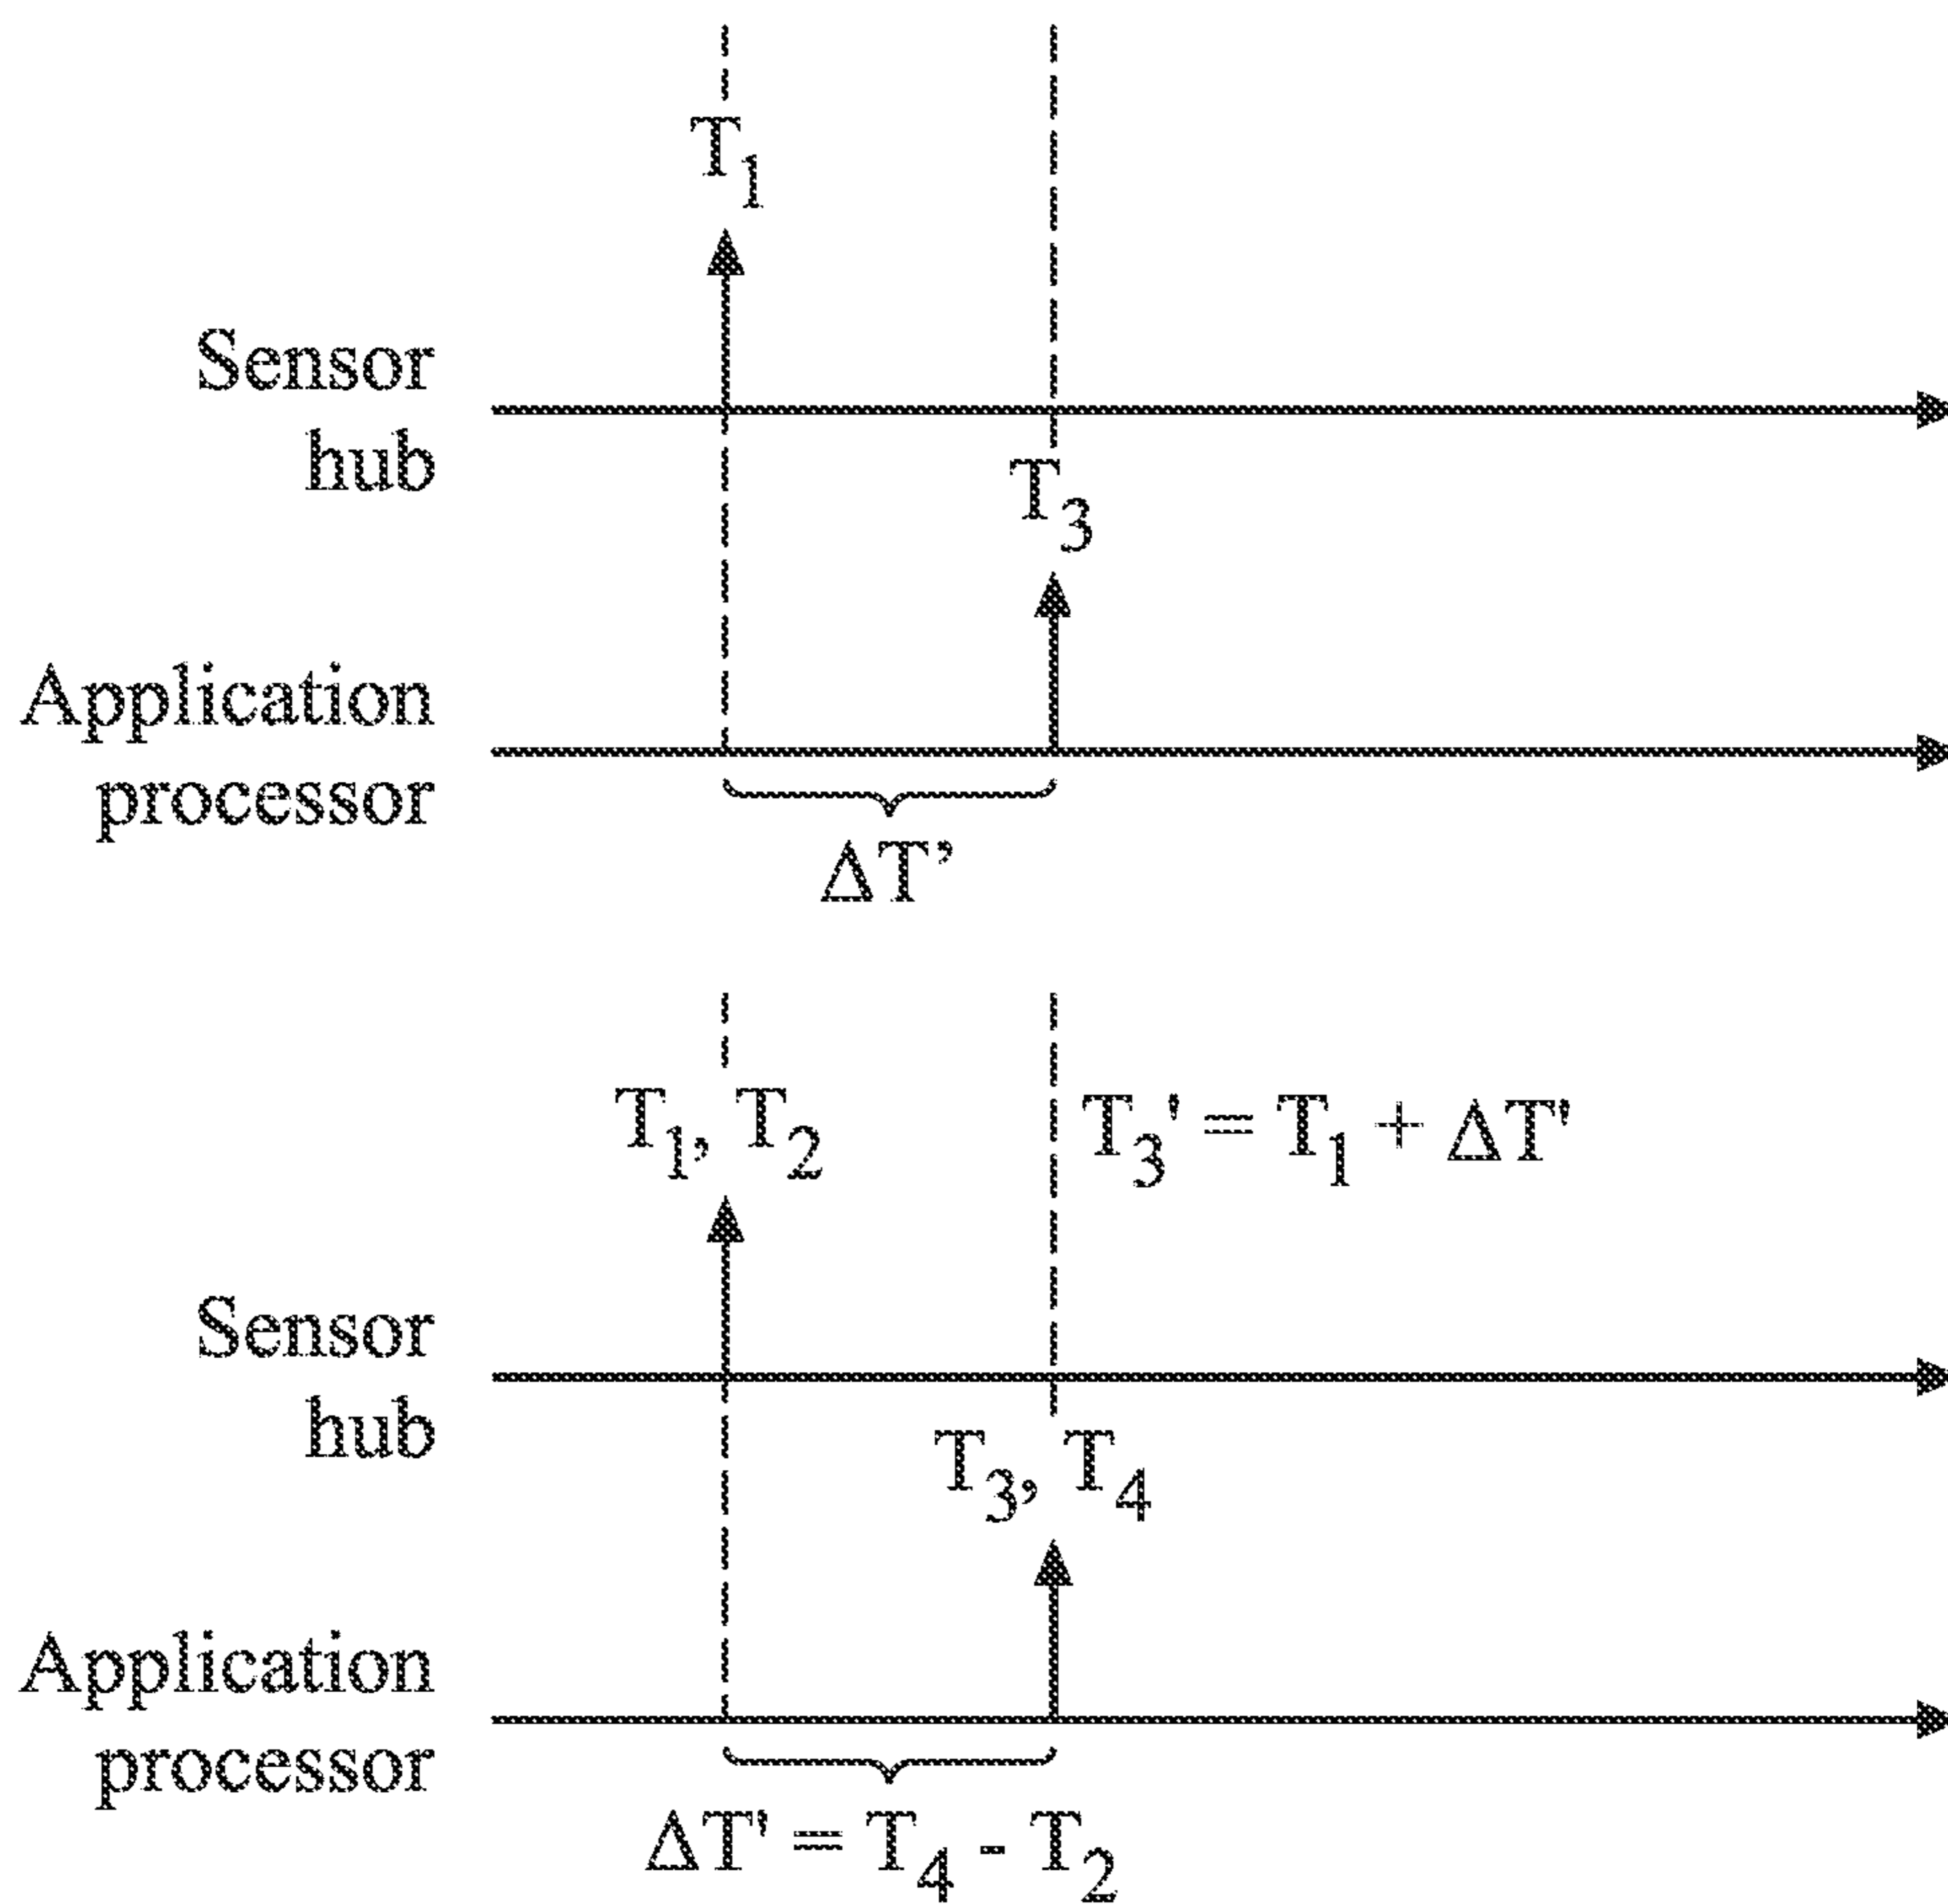 T₁
Sensor
hub
T₃
Application
processor
ΔT’
T₁, T₂
T₃' = T₁ + ΔT'
Sensor
hub
T₃, T₄
Application
processor
ΔT' = T₄ - T₂